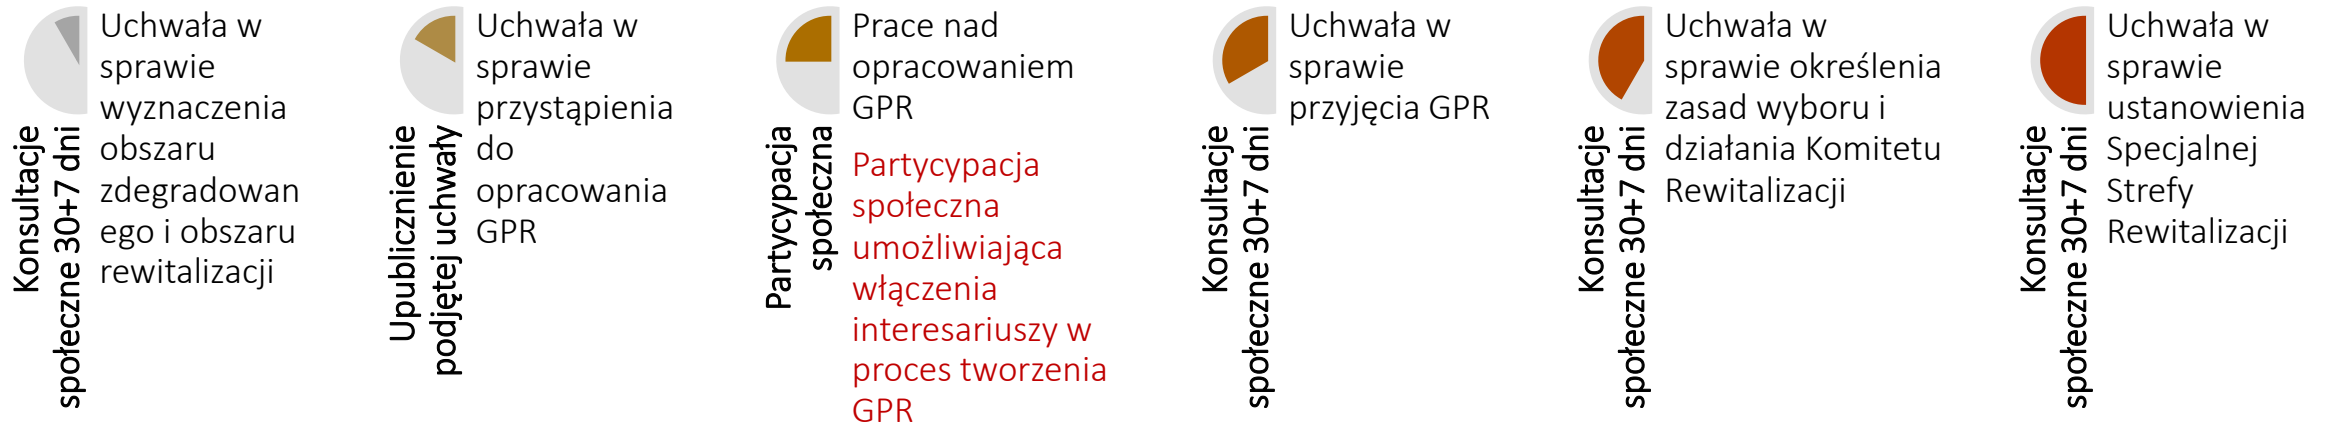 Konsultacje
społeczne 30+7 dni
Uchwała w
sprawie
wyznaczenia
obszaru
zdegradowan
ego i obszaru
rewitalizacji
Upublicznienie
podjętej uchwały
Uchwała w
sprawie
przystąpienia
do
opracowania
GPR
Partycypacja
społeczna
Prace nad
opracowaniem
GPR
Partycypacja
społeczna
umożliwiająca
włączenia
interesariuszy w
proces tworzenia
GPR
Konsultacje
społeczne 30+7 dni
Uchwała w
sprawie
przyjęcia GPR
Konsultacje
społeczne 30+7 dni
Uchwała w
sprawie określenia
zasad wyboru i
działania Komitetu
Rewitalizacji
Konsultacje
społeczne 30+7 dni
Uchwała w
sprawie
ustanowienia
Specjalnej
Strefy
Rewitalizacji